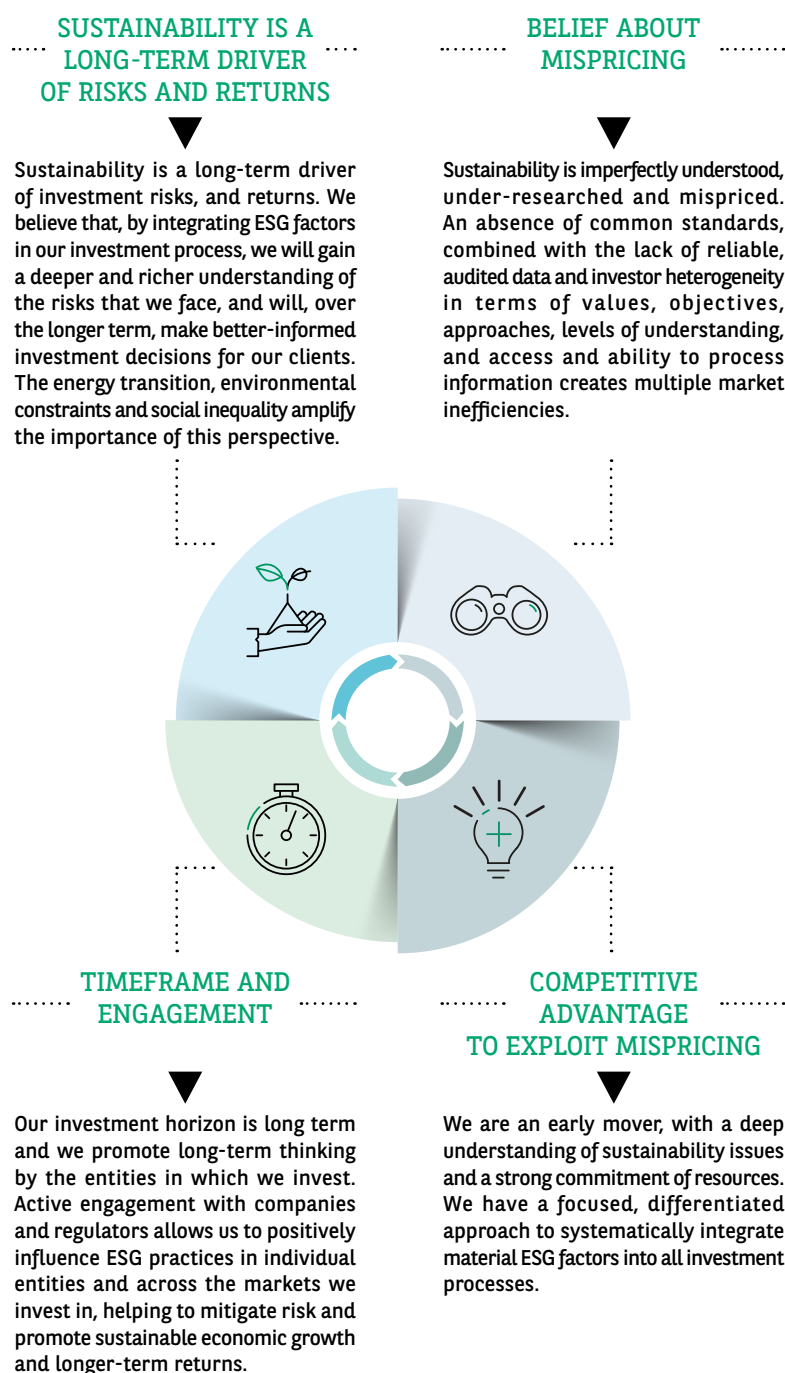 SUSTAINABILITY IS A
LONG-TERM DRIVER
OF RISKS AND RETURNS
Sustainability is a long-term driver
of investment risks, and returns. We
believe that, by integrating ESG factors
in our investment process, we will gain
a deeper and richer understanding of
the risks that we face, and will, over
the longer term, make better-informed
investment decisions for our clients.
The energy transition, environmental
constraints and social inequality amplify
the importance of this perspective.
BELIEF ABOUT
MISPRICING
Sustainability is imperfectly understood,
under-researched and mispriced.
An absence of common standards,
combined with the lack of reliable,
audited data and investor heterogeneity
in terms of values, objectives,
approaches, levels of understanding,
and access and ability to process
information creates multiple market
inefficiencies.
TIMEFRAME AND
ENGAGEMENT
Our investment horizon is long term
and we promote long-term thinking
by the entities in which we invest.
Active engagement with companies
and regulators allows us to positively
influence ESG practices in individual
entities and across the markets we
invest in, helping to mitigate risk and
promote sustainable economic growth
and longer-term returns.
COMPETITIVE
ADVANTAGE
TO EXPLOIT MISPRICING
We are an early mover, with a deep
understanding of sustainability issues
and a strong commitment of resources.
We have a focused, differentiated
approach to systematically integrate
material ESG factors into all investment
processes.